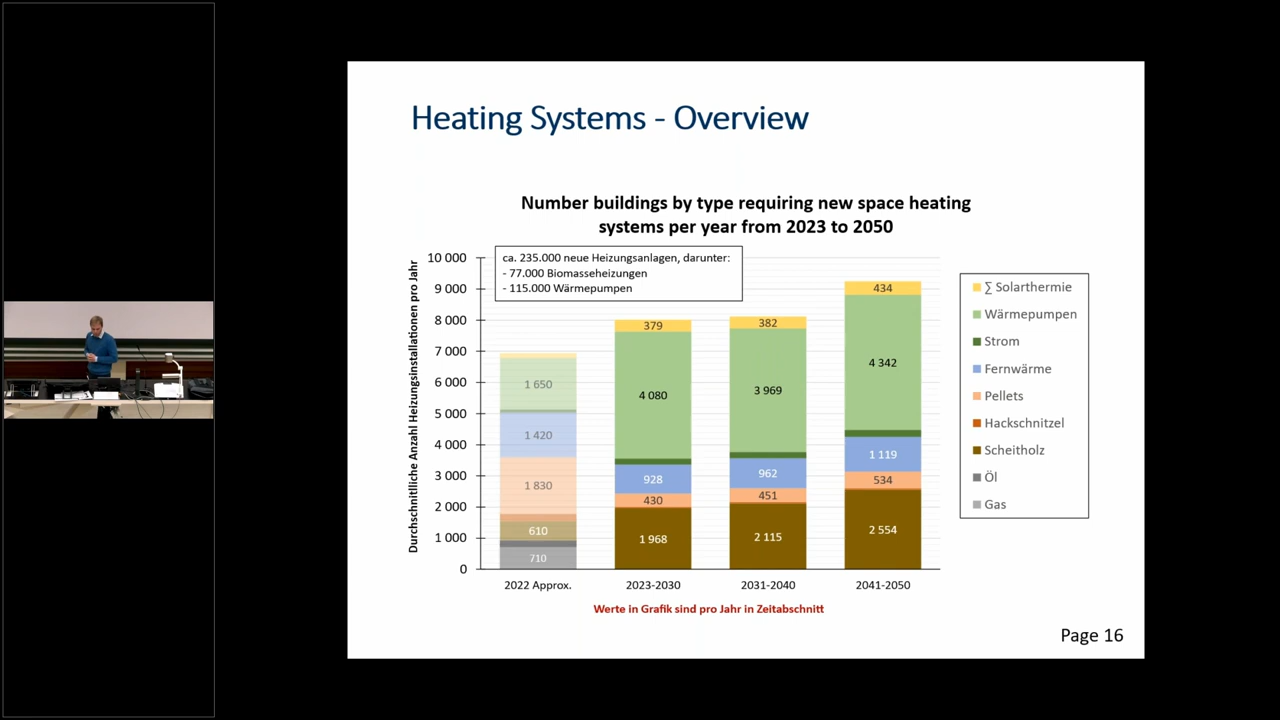 Heating Systems - Overview
Number buildings by type requiring new space heating
systems per year from 2023 to 2050
Durchschnitlliche Anzahl Heizungsinstallationen pro Jahr
10 000
9 000
8 000
7 000
6 000
5 000
4 000
3 000
2 000
1 000
0
ca. 235.000 neue Heizungsanlagen, darunter:
- 77.000 Biomasseheizungen
- 115.000 Wärmepumpen
1 650
1 420
1 830
610
710
379
4 080
928
430
1 968
382
3 969
962
451
2 115
434
4 342
1 119
534
2 554
2022 Approx.
2023-2030
2031-2040
2041-2050
Werte in Grafik sind pro Jahr in Zeitabschnitt
∑ Solarthermie
Wärmepumpen
Strom
Fernwärme
Pellets
Hackschnitzel
Scheitholz
Öl
Gas
Page 16